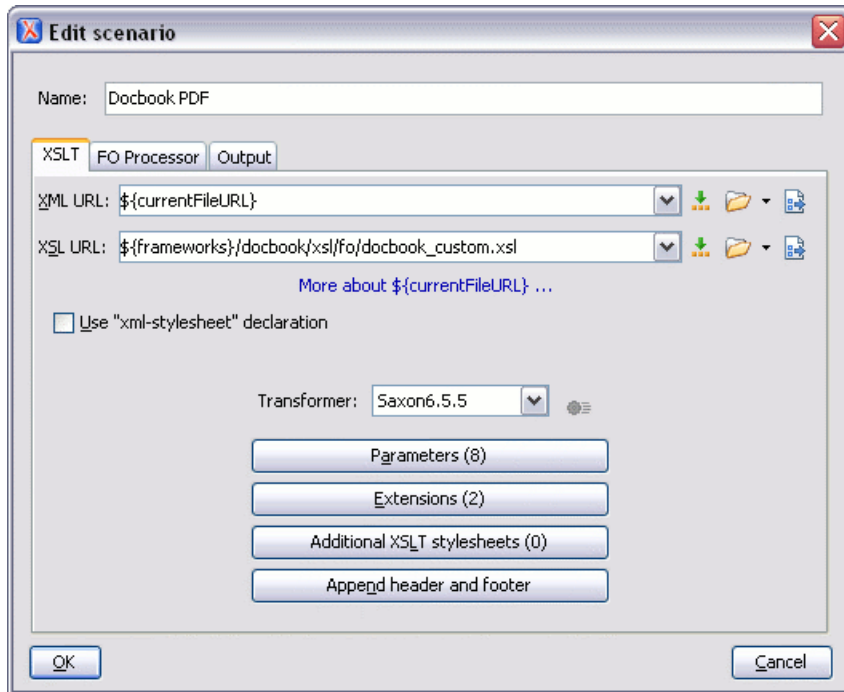 Edit scenario
Name: Docbook PDF
XSLT FO Processor Output
XML URL: ${currentFileURL}
XSL URL: ${frameworks}/docbook/xsl/fo/docbook_custom.xsl
More about ${currentFileURL} ...
Use "xml-stylesheet" declaration
Transformer: Saxon6.5.5
Parameters (8)
Extensions (2)
Additional XSLT stylesheets (0)
Append header and footer
OK Cancel